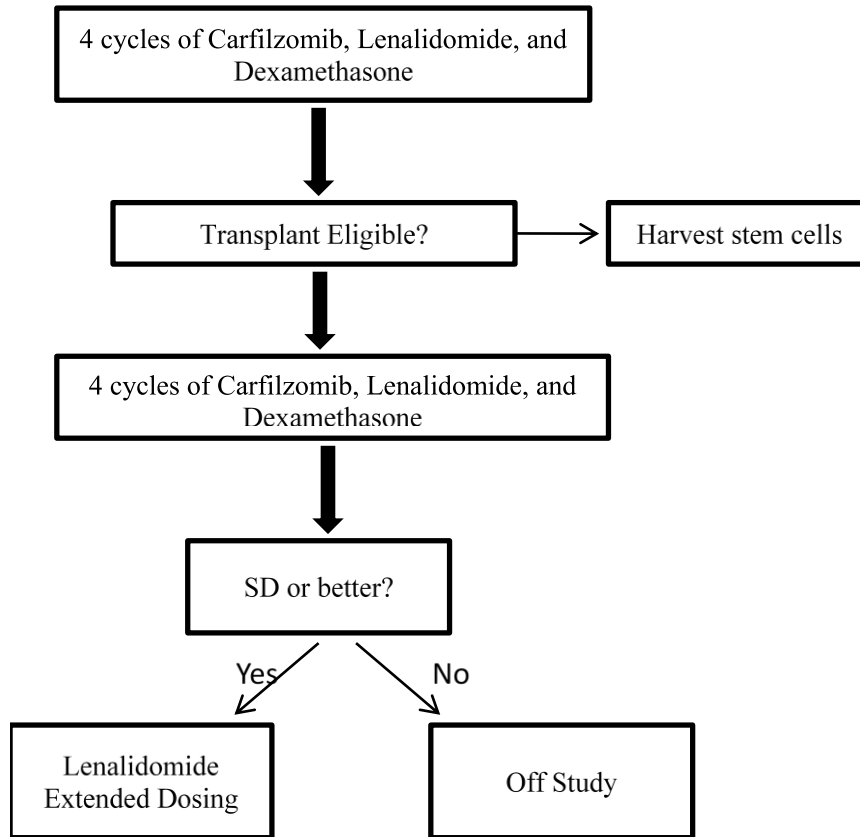 4 cycles of Carfilzomib, Lenalidomide, and
Dexamethasone
Transplant Eligible?
Harvest stem cells
4 cycles of Carfilzomib, Lenalidomide, and
Dexamethasone
SD or better?
Yes
No
Lenalidomide
Extended Dosing
Off Study